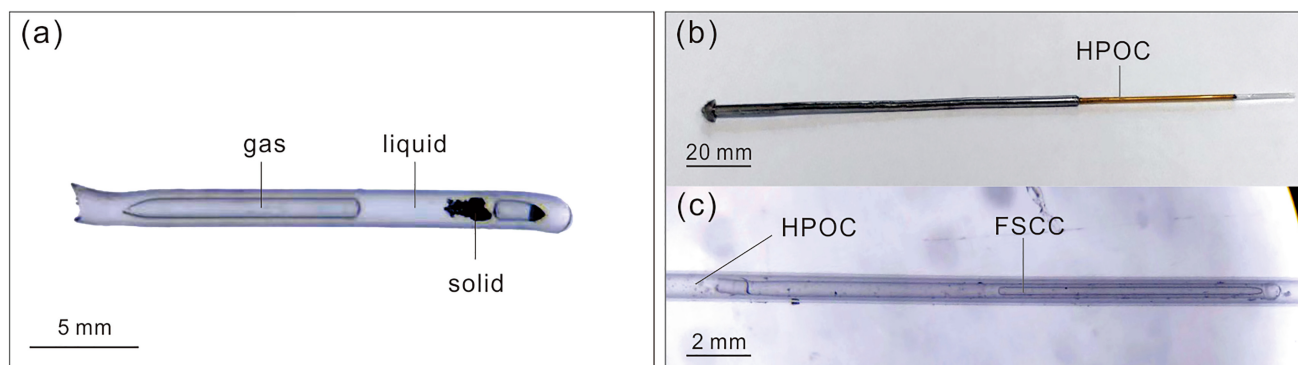 (a)
gas
liquid
solid
5 mm
(b)
HPOC
20 mm
(c)
HPOC
FSCC
2 mm